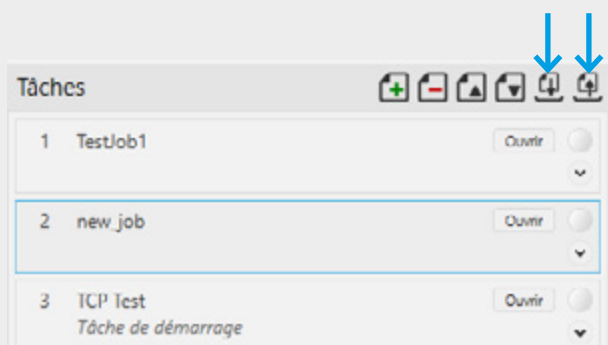 Tâches
1 TestJob1 Ouvrir
2 new_job Ouvrir
3 TCP Test Ouvrir
Tâche de démarrage